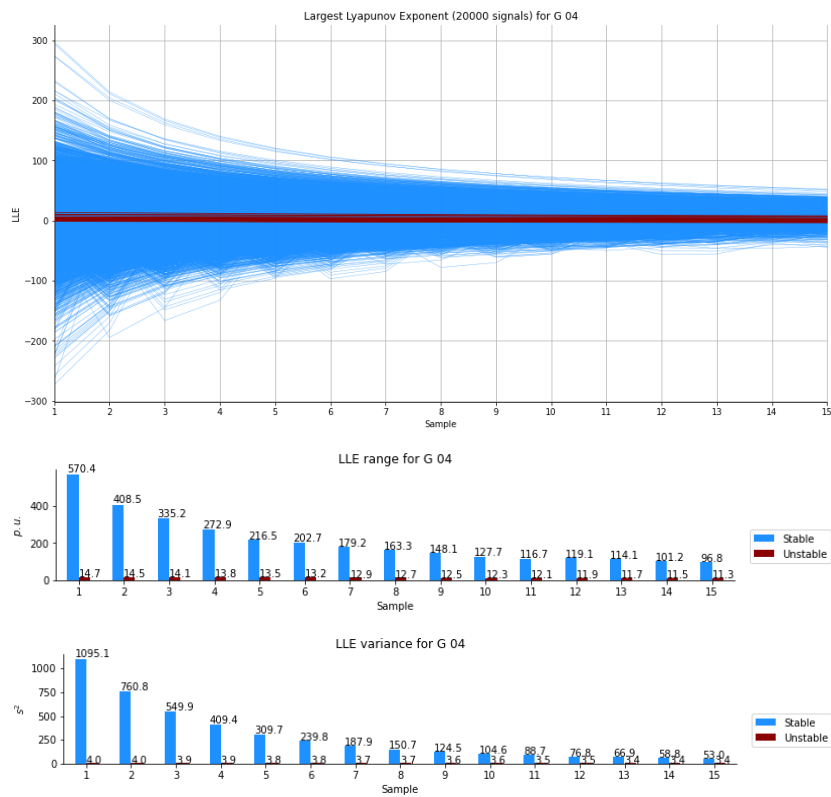 Largest Lyapunov Exponent (20000 signals) for G 04
300
200
100
0
−100
−200
−300
LLE
1 2 3 4 5 6 7 8 9 10 11 12 13 14 15
Sample
LLE range for G 04
570.4 408.5 335.2 272.9 216.5 202.7 179.2 163.3 148.1 127.7 116.7 119.1 114.1 101.2 96.8
14.7 14.5 14.1 13.8 13.5 13.2 12.9 12.7 12.5 12.3 12.1 11.9 11.7 11.5 11.3
400
200
0
p.u.
1 2 3 4 5 6 7 8 9 10 11 12 13 14 15
Sample
Stable
Unstable
LLE variance for G 04
1095.1 760.8 549.9 409.4 309.7 239.8 187.9 150.7 124.5 104.6 88.7 76.8 66.9 58.8 53.0
4.0 4.0 3.9 3.9 3.8 3.8 3.7 3.7 3.6 3.6 3.5 3.5 3.4 3.4 3.4
1000
750
500
250
0
s²
1 2 3 4 5 6 7 8 9 10 11 12 13 14 15
Sample
Stable
Unstable